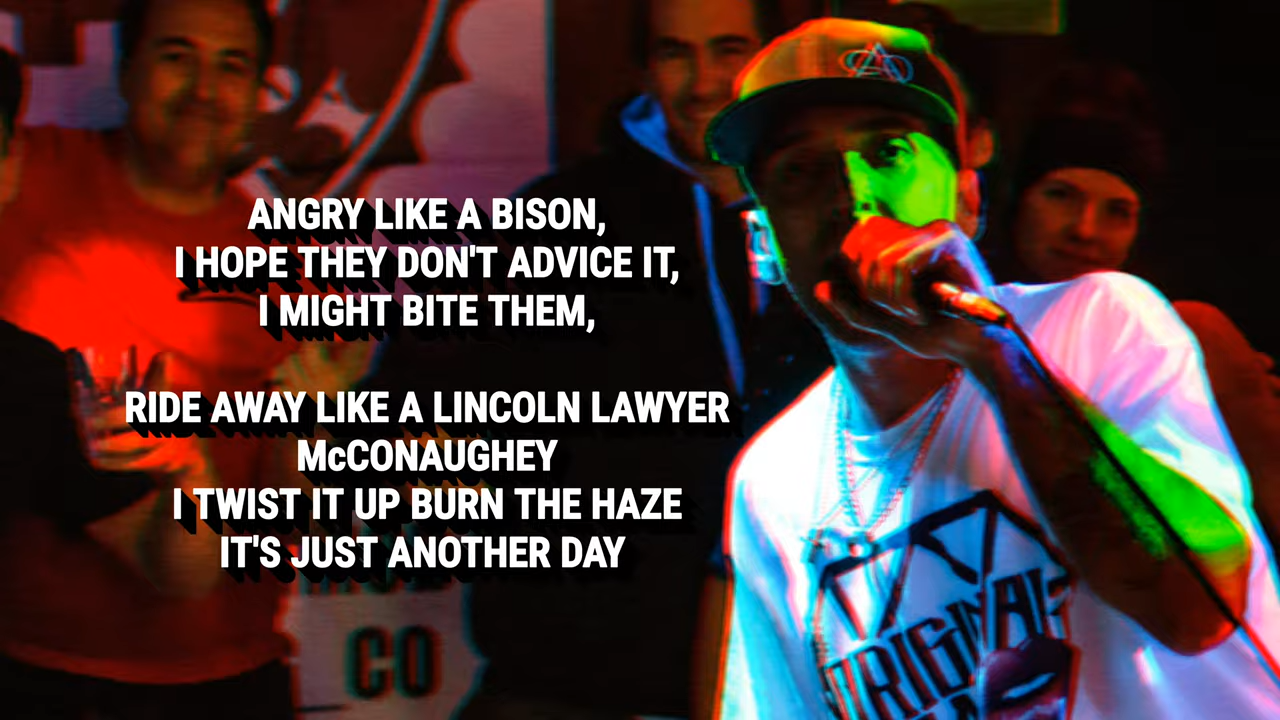 ANGRY LIKE A BISON,
I HOPE THEY DON'T ADVICE IT,
I MIGHT BITE THEM,
RIDE AWAY LIKE A LINCOLN LAWYER
McCONAUGHEY
I TWIST IT UP BURN THE HAZE
IT'S JUST ANOTHER DAY
CO
ORIGINAL